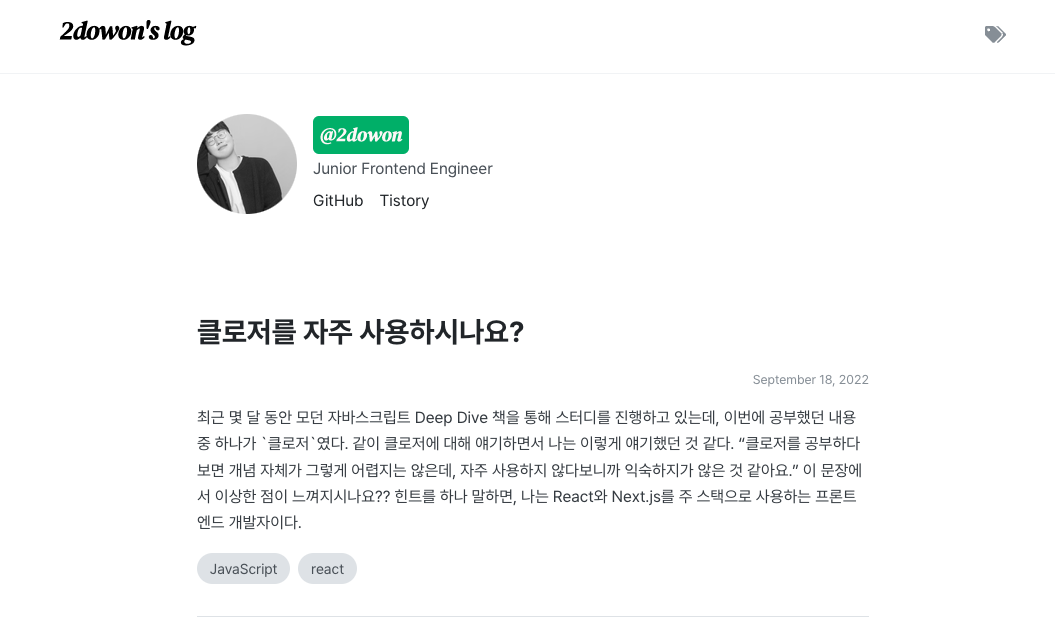 2dowon's log
@2dowon
Junior Frontend Engineer
GitHub Tistory
클로저를 자주 사용하시나요?
September 18, 2022
최근 몇 달 동안 모던 자바스크립트 Deep Dive 책을 통해 스터디를 진행하고 있는데, 이번에 공부했던 내용
중 하나가 `클로저`였다. 같이 클로저에 대해 얘기하면서 나는 이렇게 얘기했던 것 같다. “클로저를 공부하다
보면 개념 자체가 그렇게 어렵지는 않은데, 자주 사용하지 않다보니까 익숙하지가 않은 것 같아요.” 이 문장에
서 이상한 점이 느껴지시나요?? 힌트를 하나 말하면, 나는 React와 Next.js를 주 스택으로 사용하는 프론트
엔드 개발자이다.
JavaScript react